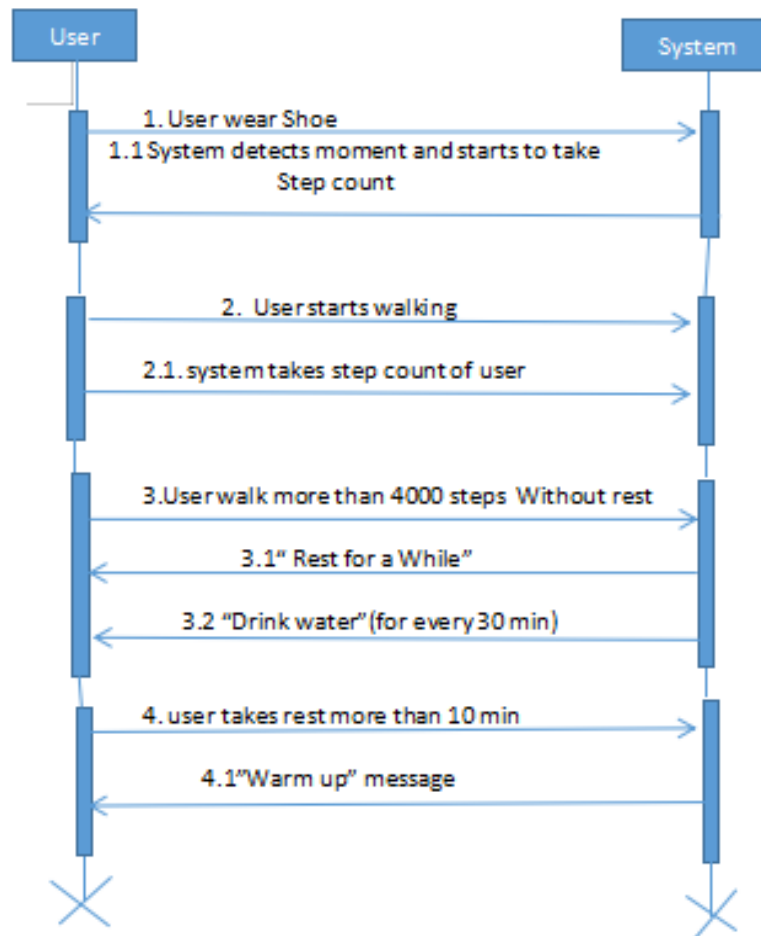 User
System
1. User wear Shoe
1.1 System detects moment and starts to take
Step count
2. User starts walking
2.1. system takes step count of user
3.User walk more than 4000 steps Without rest
3.1“ Rest for a While”
3.2 “Drink water”(for every 30 min)
4. user takes rest more than 10 min
4.1”Warm up” message